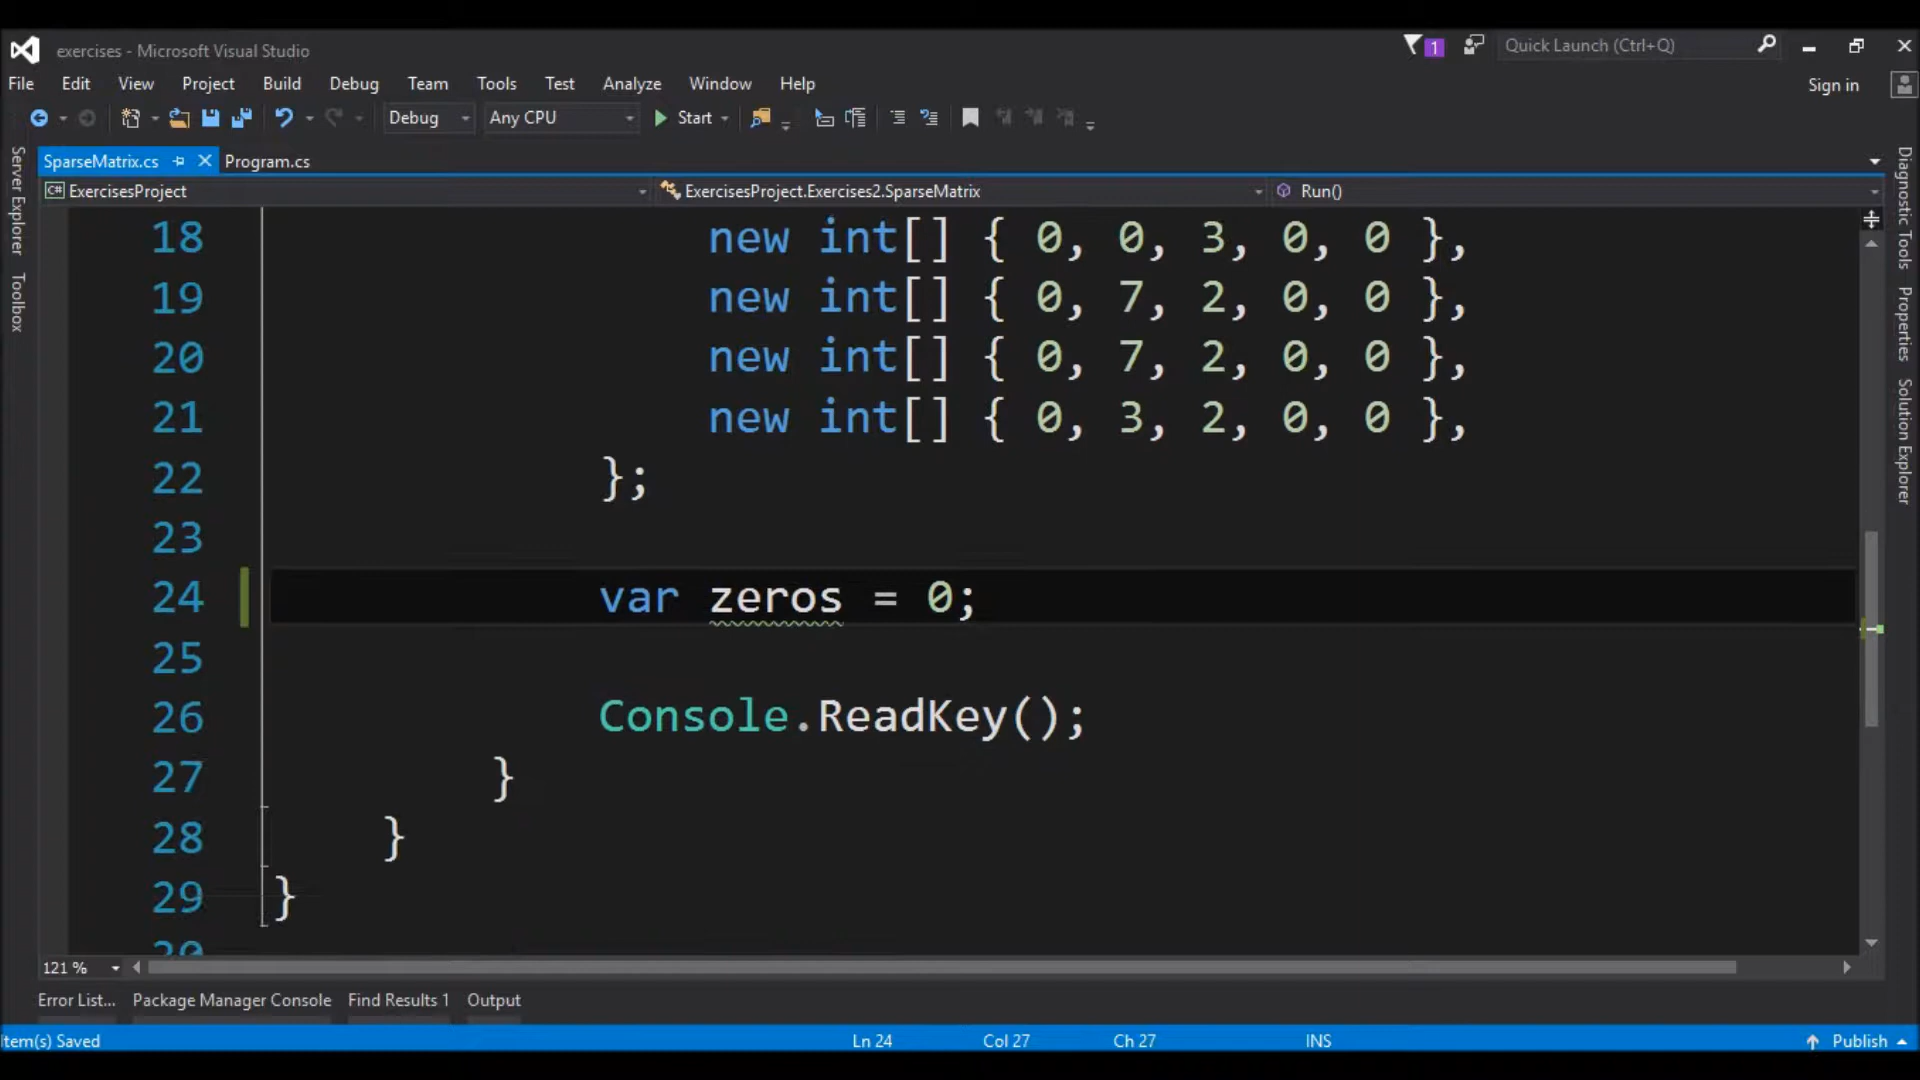 exercises - Microsoft Visual Studio
1
Quick Launch (Ctrl+Q)
File Edit View Project Build Debug Team Tools Test Analyze Window Help
Sign in
Debug Any CPU Start
SparseMatrix.cs Program.cs
C# ExercisesProject ExercisesProject.Exercises2.SparseMatrix Run()
Server Explorer
Toolbox
18 new int[] { 0, 0, 3, 0, 0 },
19 new int[] { 0, 7, 2, 0, 0 },
20 new int[] { 0, 7, 2, 0, 0 },
21 new int[] { 0, 3, 2, 0, 0 },
22 };
23
24 var zeros = 0;
25
26 Console.ReadKey();
27 }
28 }
29 }
Diagnostic Tools
Properties
Solution Explorer
121 %
Error List... Package Manager Console Find Results 1 Output
Item(s) Saved Ln 24 Col 27 Ch 27 INS Publish